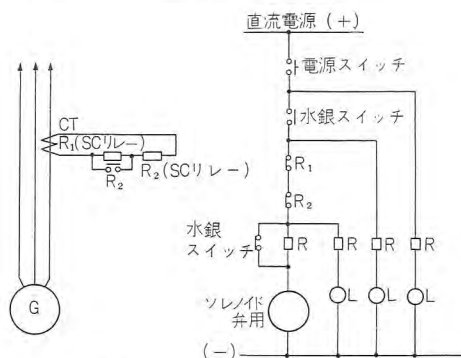 直流電源 (+)
電源スイッチ
水銀スイッチ
CT
R₁(SCリレー)
R₂(SCリレー)
R₂
R₁
R₂
水銀
スイッチ
R
R
R
R
L
L
L
ソレノイド
弁用
G
(−)